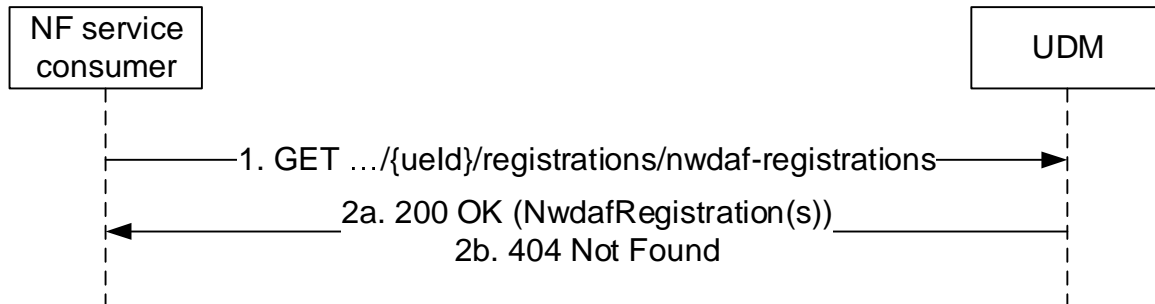 NF service
consumer
UDM
1. GET …/{ueId}/registrations/nwdaf-registrations
2a. 200 OK (NwdafRegistration(s))
2b. 404 Not Found